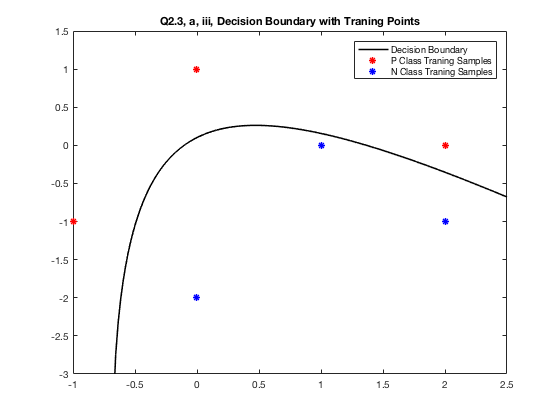 Q2.3, a, iii, Decision Boundary with Traning Points
Decision Boundary
P Class Traning Samples
N Class Traning Samples
1.5
1
0.5
0
-0.5
-1
-1.5
-2
-2.5
-3
-1 -0.5 0 0.5 1 1.5 2 2.5